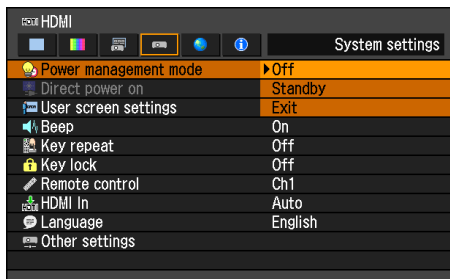 HDMI
System settings
Power management mode Off
Direct power on Standby
User screen settings Exit
Beep On
Key repeat Off
Key lock Off
Remote control Ch1
HDMI In Auto
Language English
Other settings